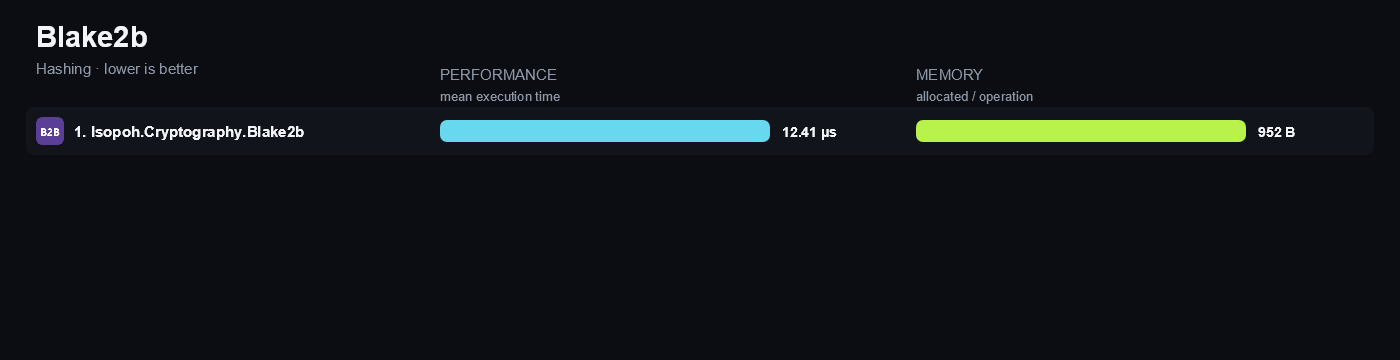 Blake2b
Hashing · lower is better
PERFORMANCE
mean execution time
MEMORY
allocated / operation
B2B
1. Isopoh.Cryptography.Blake2b
12.41 µs
952 B